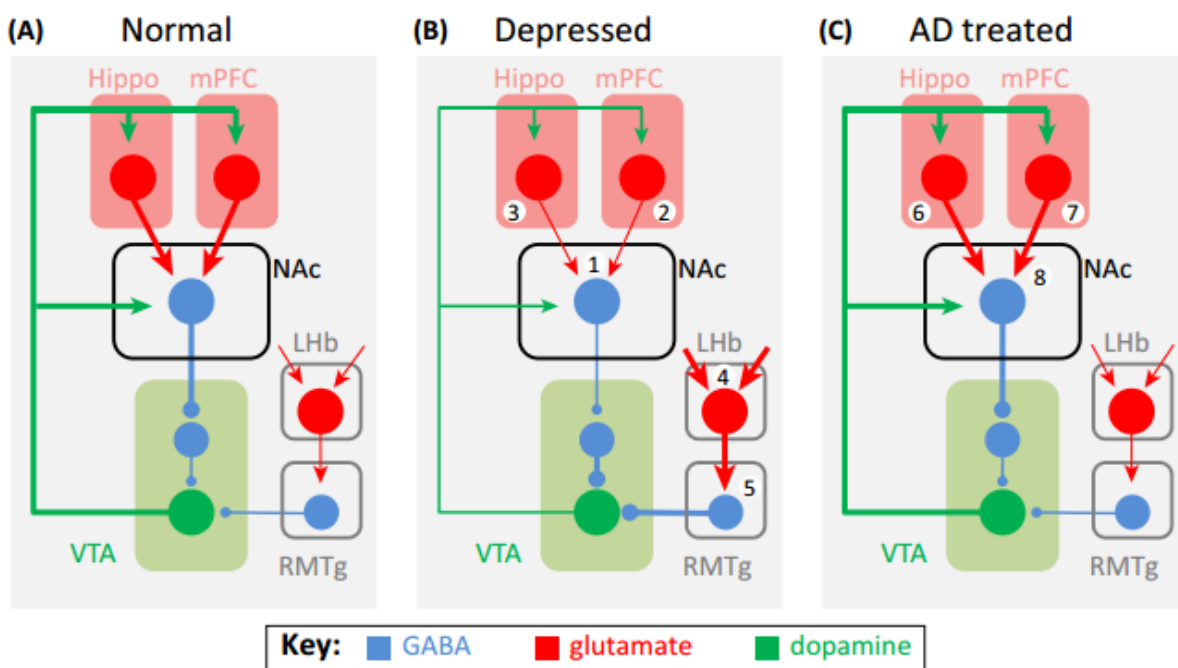 (A) Normal
Hippo mPFC
NAc
LHb
VTA
RMTg
(B) Depressed
Hippo mPFC
3
2
1
NAc
LHb
4
5
VTA
RMTg
(C) AD treated
Hippo mPFC
6
7
NAc
8
LHb
VTA
RMTg
Key: GABA glutamate dopamine